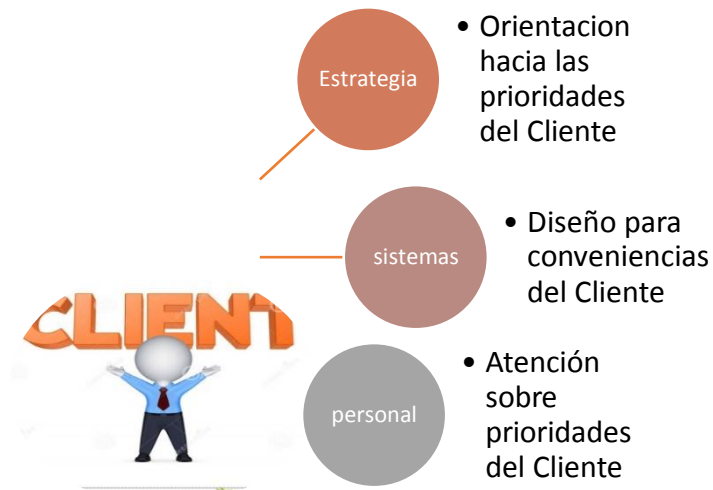 Estrategia
• Orientacion
hacia las
prioridades
del Cliente
sistemas
• Diseño para
conveniencias
del Cliente
CLIENT
personal
• Atención
sobre
prioridades
del Cliente